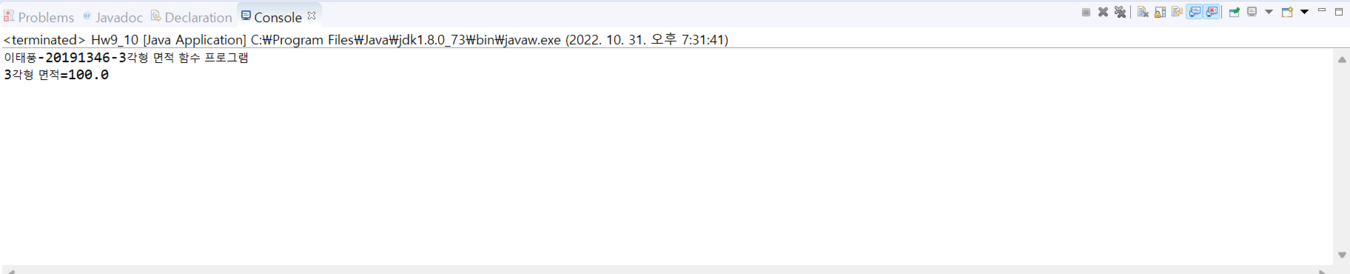 Problems Javadoc Declaration Console
<terminated> Hw9_10 [Java Application] C:₩Program Files₩Java₩jdk1.8.0_73₩bin₩javaw.exe (2022. 10. 31. 오후 7:31:41)
이태풍-20191346-3각형 면적 함수 프로그램
3각형 면적=100.0